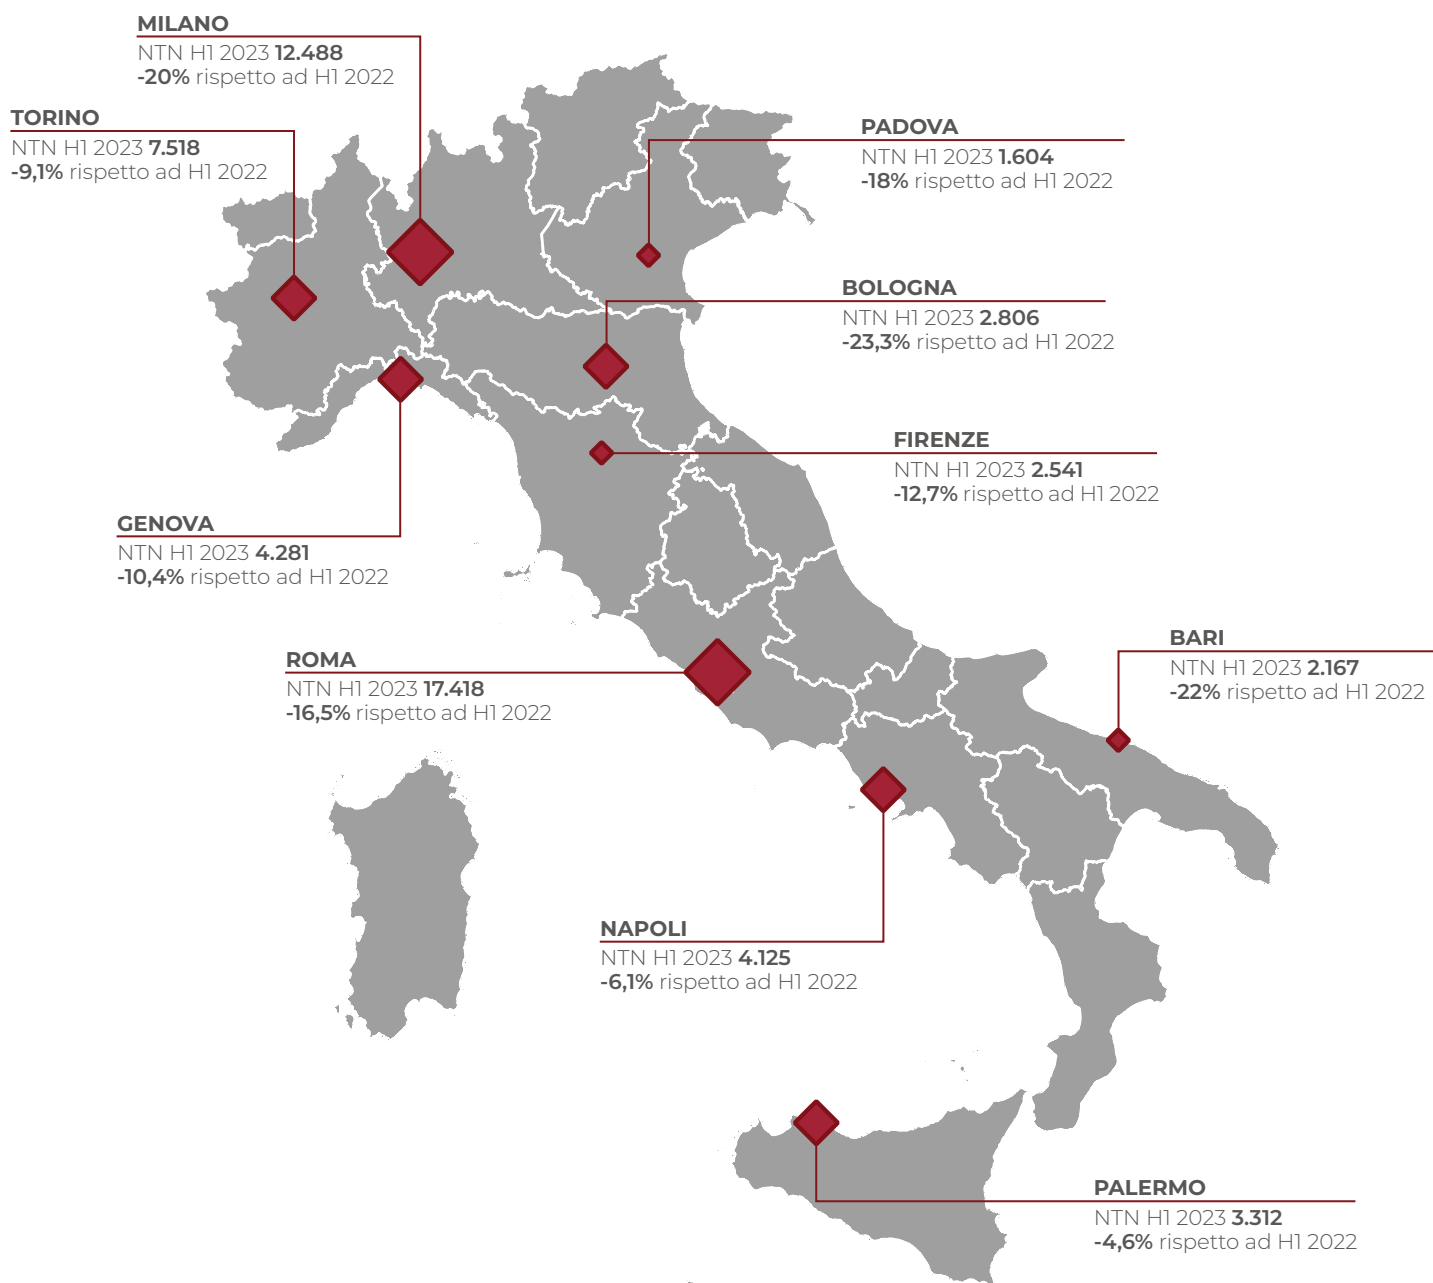 MILANO
NTN H1 2023 12.488
-20% rispetto ad H1 2022
TORINO
NTN H1 2023 7.518
-9,1% rispetto ad H1 2022
PADOVA
NTN H1 2023 1.604
-18% rispetto ad H1 2022
BOLOGNA
NTN H1 2023 2.806
-23,3% rispetto ad H1 2022
FIRENZE
NTN H1 2023 2.541
-12,7% rispetto ad H1 2022
GENOVA
NTN H1 2023 4.281
-10,4% rispetto ad H1 2022
BARI
NTN H1 2023 2.167
-22% rispetto ad H1 2022
ROMA
NTN H1 2023 17.418
-16,5% rispetto ad H1 2022
NAPOLI
NTN H1 2023 4.125
-6,1% rispetto ad H1 2022
PALERMO
NTN H1 2023 3.312
-4,6% rispetto ad H1 2022